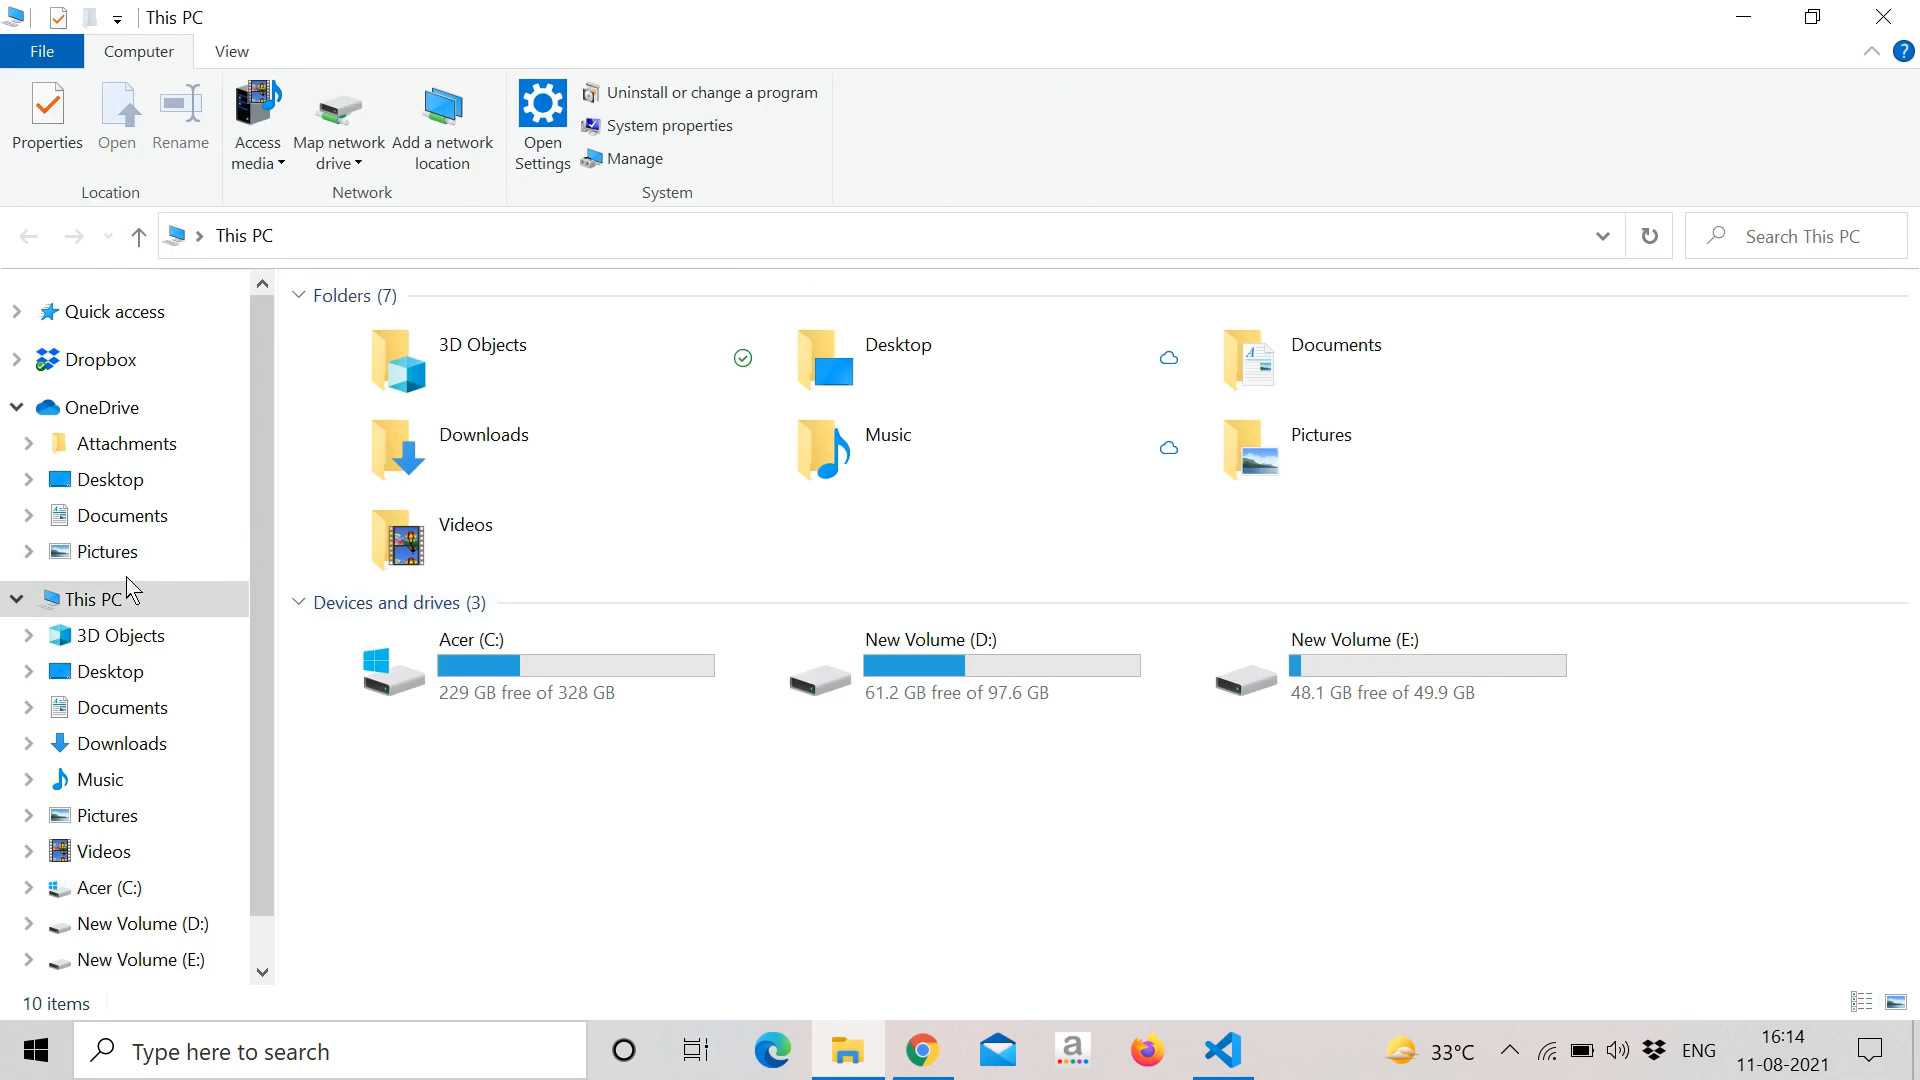 This PC
File
Computer
View
Properties
Open
Rename
Access
media
Map network
drive
Add a network
location
Open
Settings
Uninstall or change a program
System properties
Manage
Location
Network
System
This PC
Search This PC
Quick access
Dropbox
OneDrive
Attachments
Desktop
Documents
Pictures
This PC
3D Objects
Desktop
Documents
Downloads
Music
Pictures
Videos
Acer (C:)
New Volume (D:)
New Volume (E:)
Folders (7)
3D Objects
Desktop
Documents
Downloads
Music
Pictures
Videos
Devices and drives (3)
Acer (C:)
229 GB free of 328 GB
New Volume (D:)
61.2 GB free of 97.6 GB
New Volume (E:)
48.1 GB free of 49.9 GB
10 items
Type here to search
a
33°C
ENG
16:14
11-08-2021